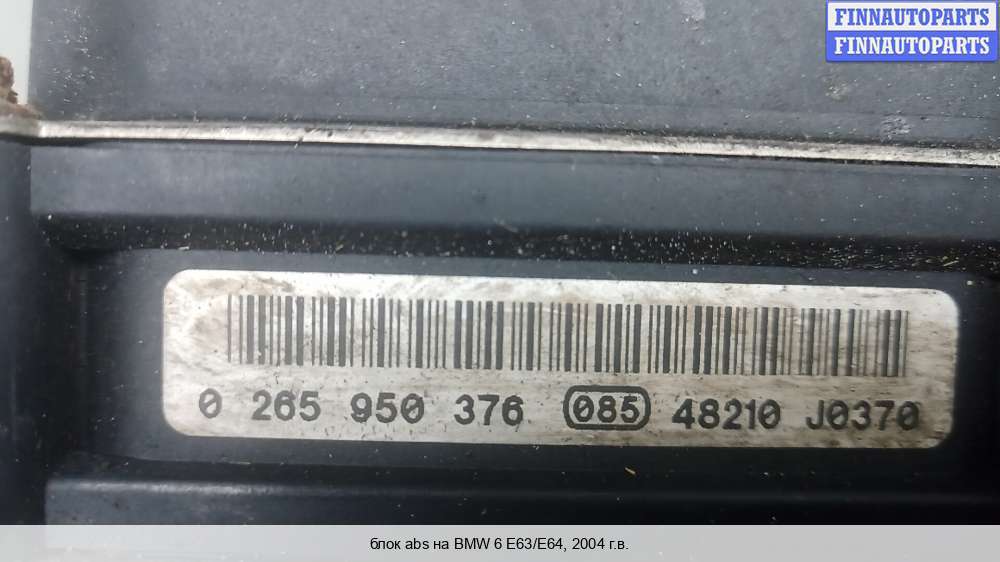 FINNAUTOPARTS
FINNAUTOPARTS
0 265 950 376 085 48210 J0370
блок abs на BMW 6 E63/E64, 2004 г.в.